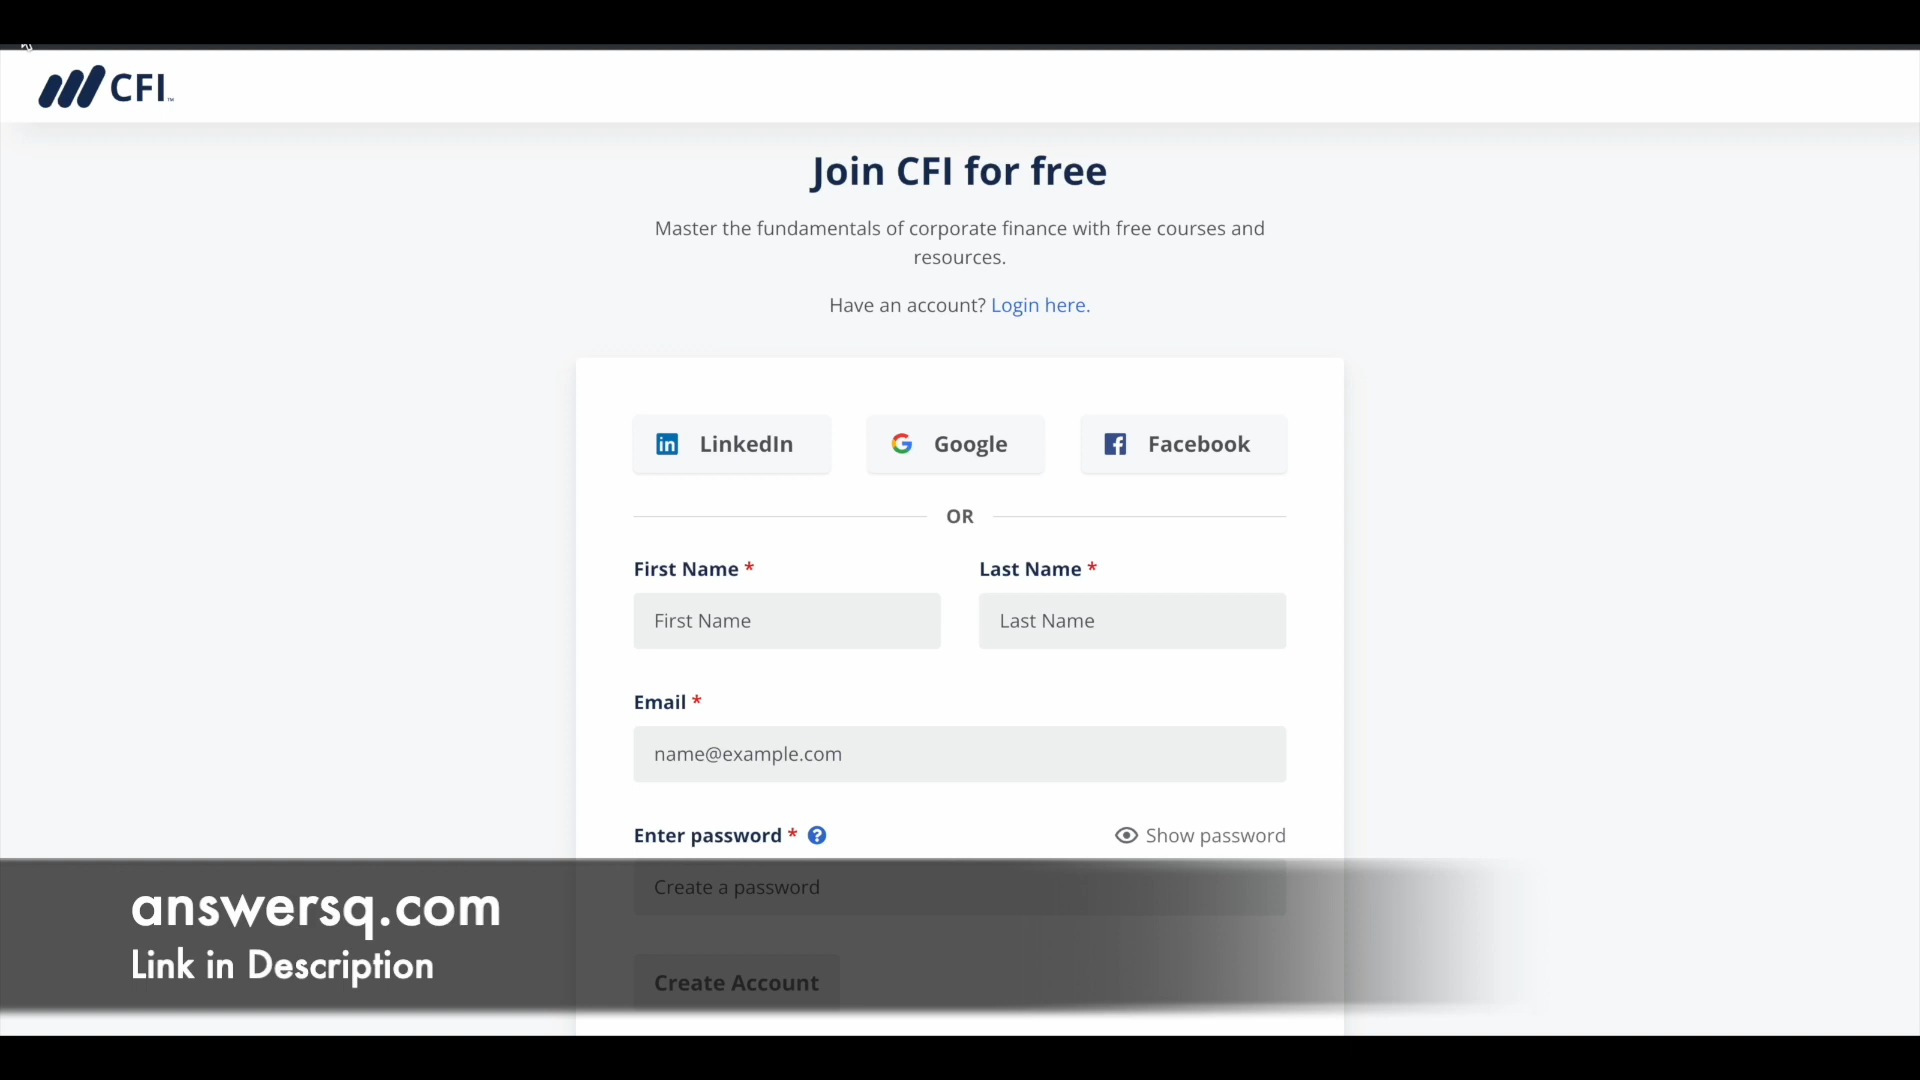 CFI™
Join CFI for free
Master the fundamentals of corporate finance with free courses and
resources.
Have an account? Login here.
LinkedIn
Google
Facebook
OR
First Name *
Last Name *
First Name
Last Name
Email *
name@example.com
Enter password * ?
Show password
Create a password
Create Account
answersq.com
Link in Description